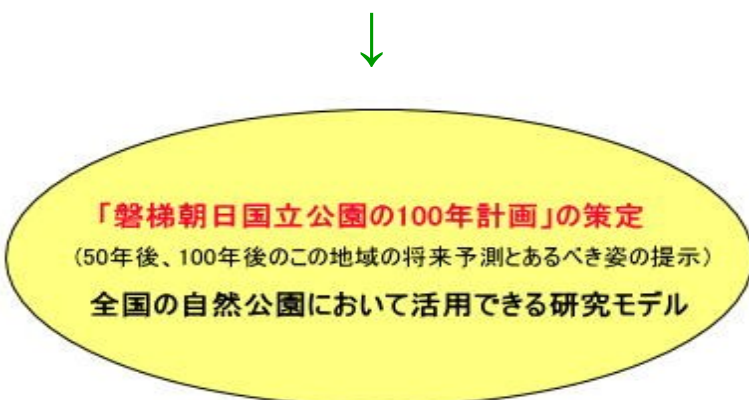 「磐梯朝日国立公園の100年計画」の策定
（50年後、100年後のこの地域の将来予測とあるべき姿の提示）
全国の自然公園において活用できる研究モデル